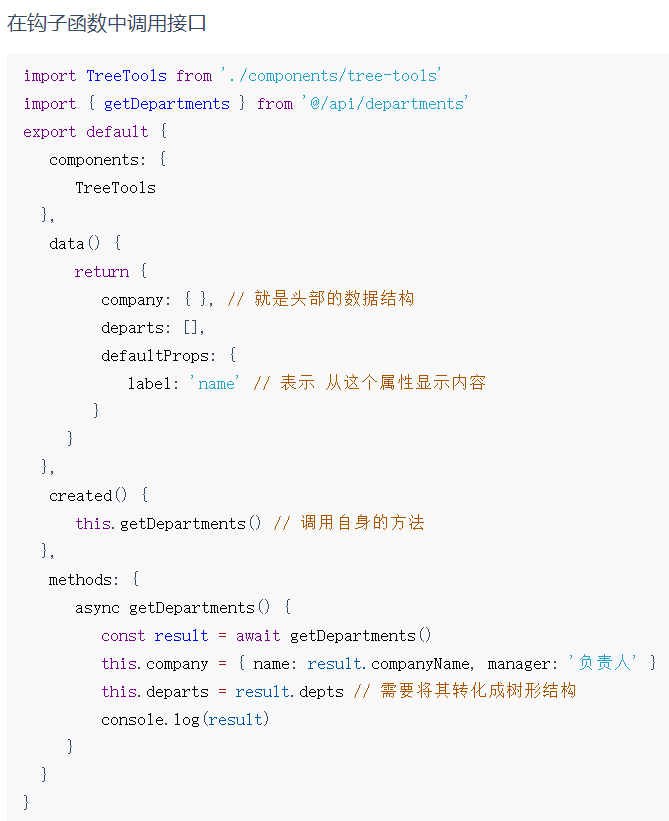 在钩子函数中调用接口
import TreeTools from './components/tree-tools'
import { getDepartments } from '@/api/departments'
export default {
components: {
TreeTools
},
data() {
return {
company: { }, // 就是头部的数据结构
departs: [],
defaultProps: {
label: 'name' // 表示 从这个属性显示内容
}
}
},
created() {
this.getDepartments() // 调用自身的方法
},
methods: {
async getDepartments() {
const result = await getDepartments()
this.company = { name: result.companyName, manager: '负责人' }
this.departs = result.depts // 需要将其转化成树形结构
console.log(result)
}
}
}